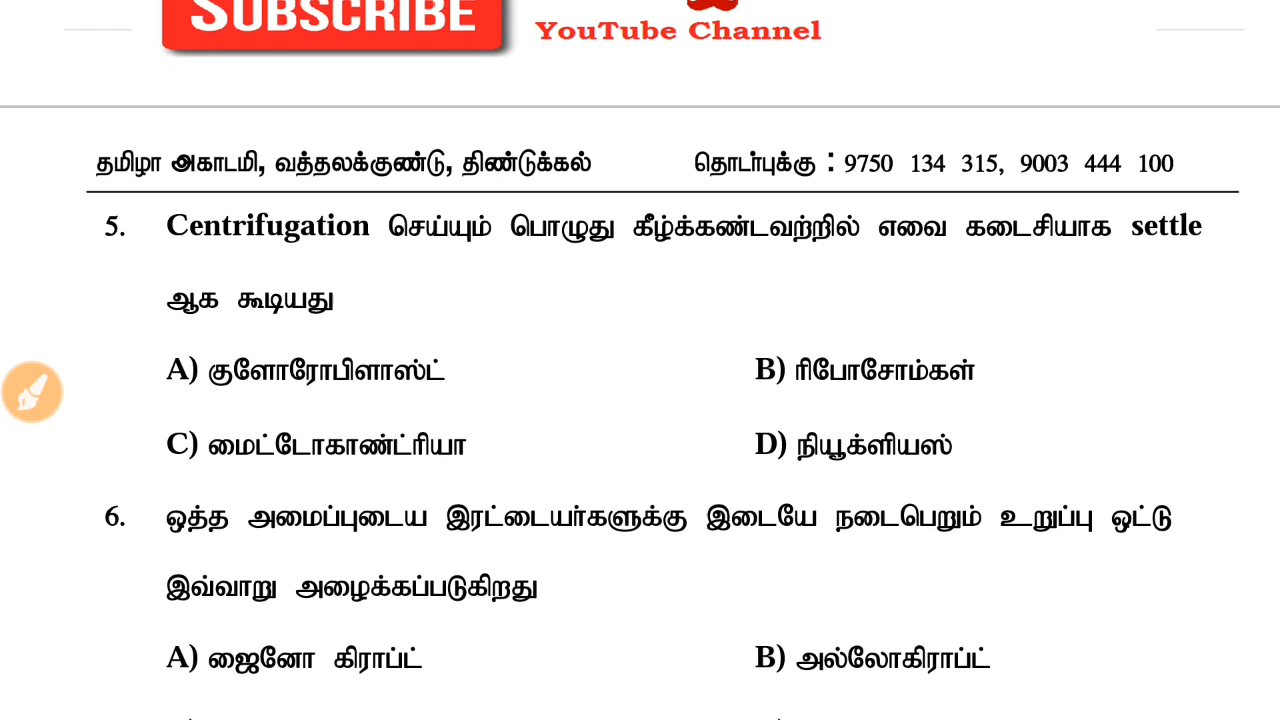 SUBSCRIBE
YouTube Channel
தமிழா அகாடமி, வத்தலக்குண்டு, திண்டுக்கல் தொடர்புக்கு : 9750 134 315, 9003 444 100
5. Centrifugation செய்யும் பொழுது கீழ்க்கண்டவற்றில் எவை கடைசியாக settle
ஆக கூடியது
A) குளோரோபிளாஸ்ட் B) ரிபோசோம்கள்
C) மைட்டோகாண்ட்ரியா D) நியூக்ளியஸ்
6. ஒத்த அமைப்புடைய இரட்டையர்களுக்கு இடையே நடைபெறும் உறுப்பு ஒட்டு
இவ்வாறு அழைக்கப்படுகிறது
A) ஜைனோ கிராப்ட் B) அல்லோகிராப்ட்